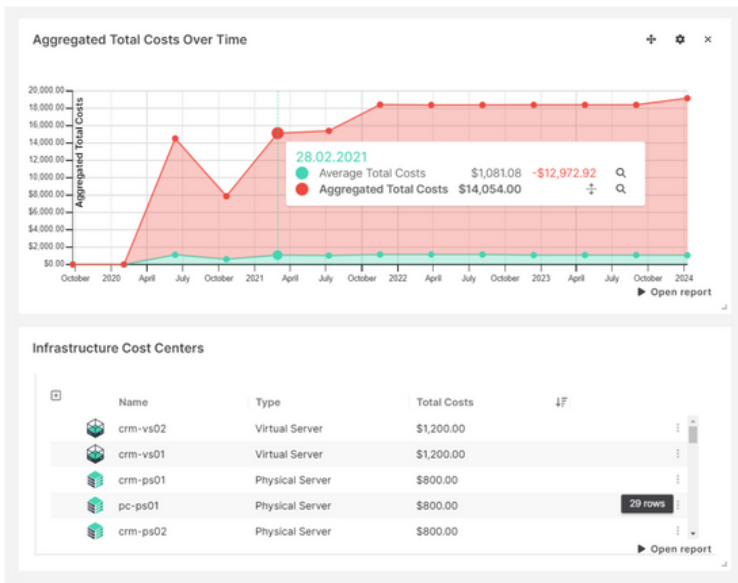 Aggregated Total Costs Over Time
20,000.00
18,000.00
16,000.00
$14,000.00
$12,000.00
$10,000.00
$8,000.00
$6,000.00
$4,000.00
$2,000.00
$0.00
Aggregated Total Costs
28.02.2021
Average Total Costs $1,081.08 -$12,972.92
Aggregated Total Costs $14,054.00
October 2020 April July October 2021 April July October 2022 April July October 2023 April July October 2024
Open report
Infrastructure Cost Centers
Name Type Total Costs
crm-vs02 Virtual Server $1,200.00
crm-vs01 Virtual Server $1,200.00
crm-ps01 Physical Server $800.00
pc-ps01 Physical Server $800.00
29 rows
crm-ps02 Physical Server $800.00
Open report